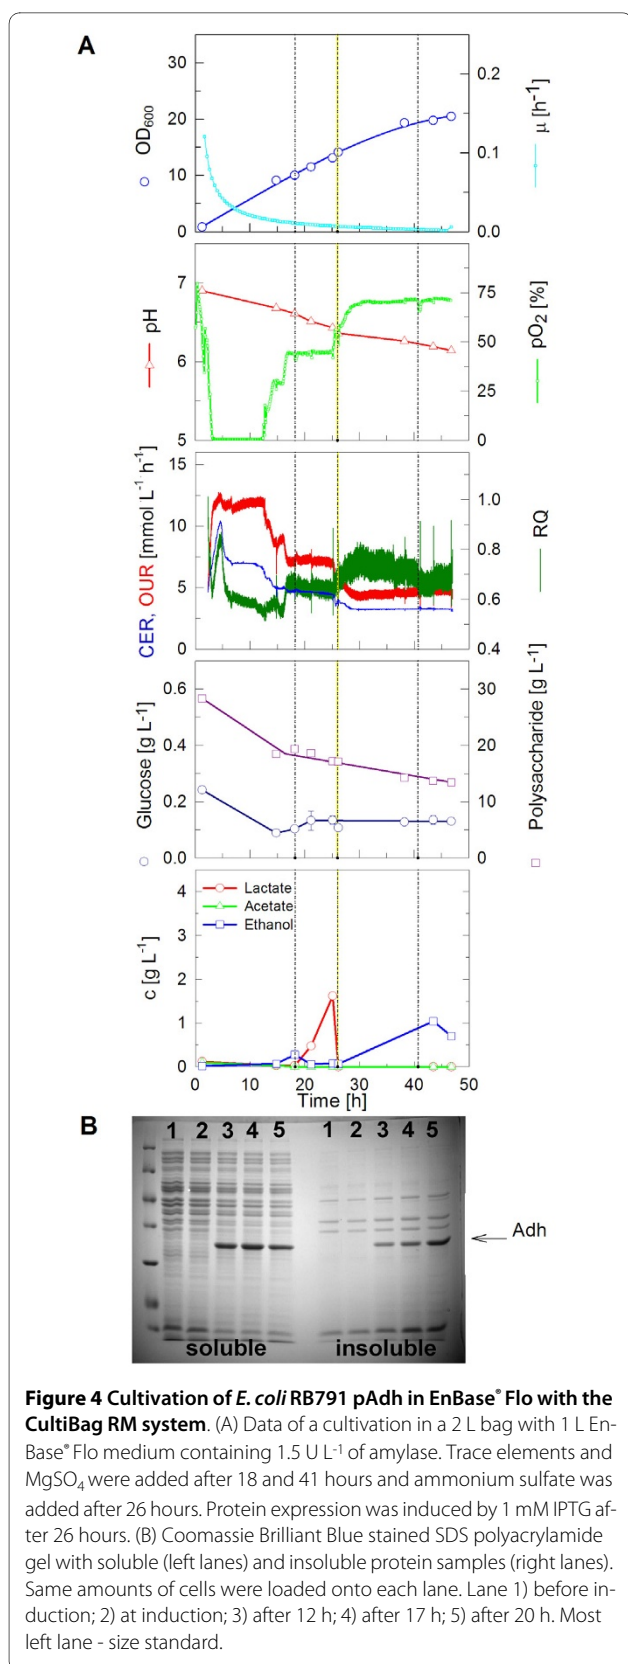 A
OD600
35
30
20
10
0
0.2
0.1
0.0
μ [h-1)
pH
7
6
5
75
50
25
0
pO2 [%]
CER, OUR [mmol L-1 h-1]
15
10
5
0
1.0
0.8
0.6
0.4
RQ
Glucose [g L-1]
0.6
0.4
0.2
0.0
30
20
10
0
Polysaccharide [g L-1]
c [g L-1]
4
3
2
1
0
Lactate
Acetate
Ethanol
0 10 20 30 40 50
Time [h]
B
1 2 3 4 5 1 2 3 4 5
Adh
soluble insoluble
Figure 4 Cultivation of E. coli RB791 pAdh in EnBase® Flo with the
CultiBag RM system. (A) Data of a cultivation in a 2 L bag with 1 L En-
Base® Flo medium containing 1.5 U L-1 of amylase. Trace elements and
MgSO4 were added after 18 and 41 hours and ammonium sulfate was
added after 26 hours. Protein expression was induced by 1 mM IPTG af-
ter 26 hours. (B) Coomassie Brilliant Blue stained SDS polyacrylamide
gel with soluble (left lanes) and insoluble protein samples (right lanes).
Same amounts of cells were loaded onto each lane. Lane 1) before in-
duction; 2) at induction; 3) after 12 h; 4) after 17 h; 5) after 20 h. Most
left lane - size standard.